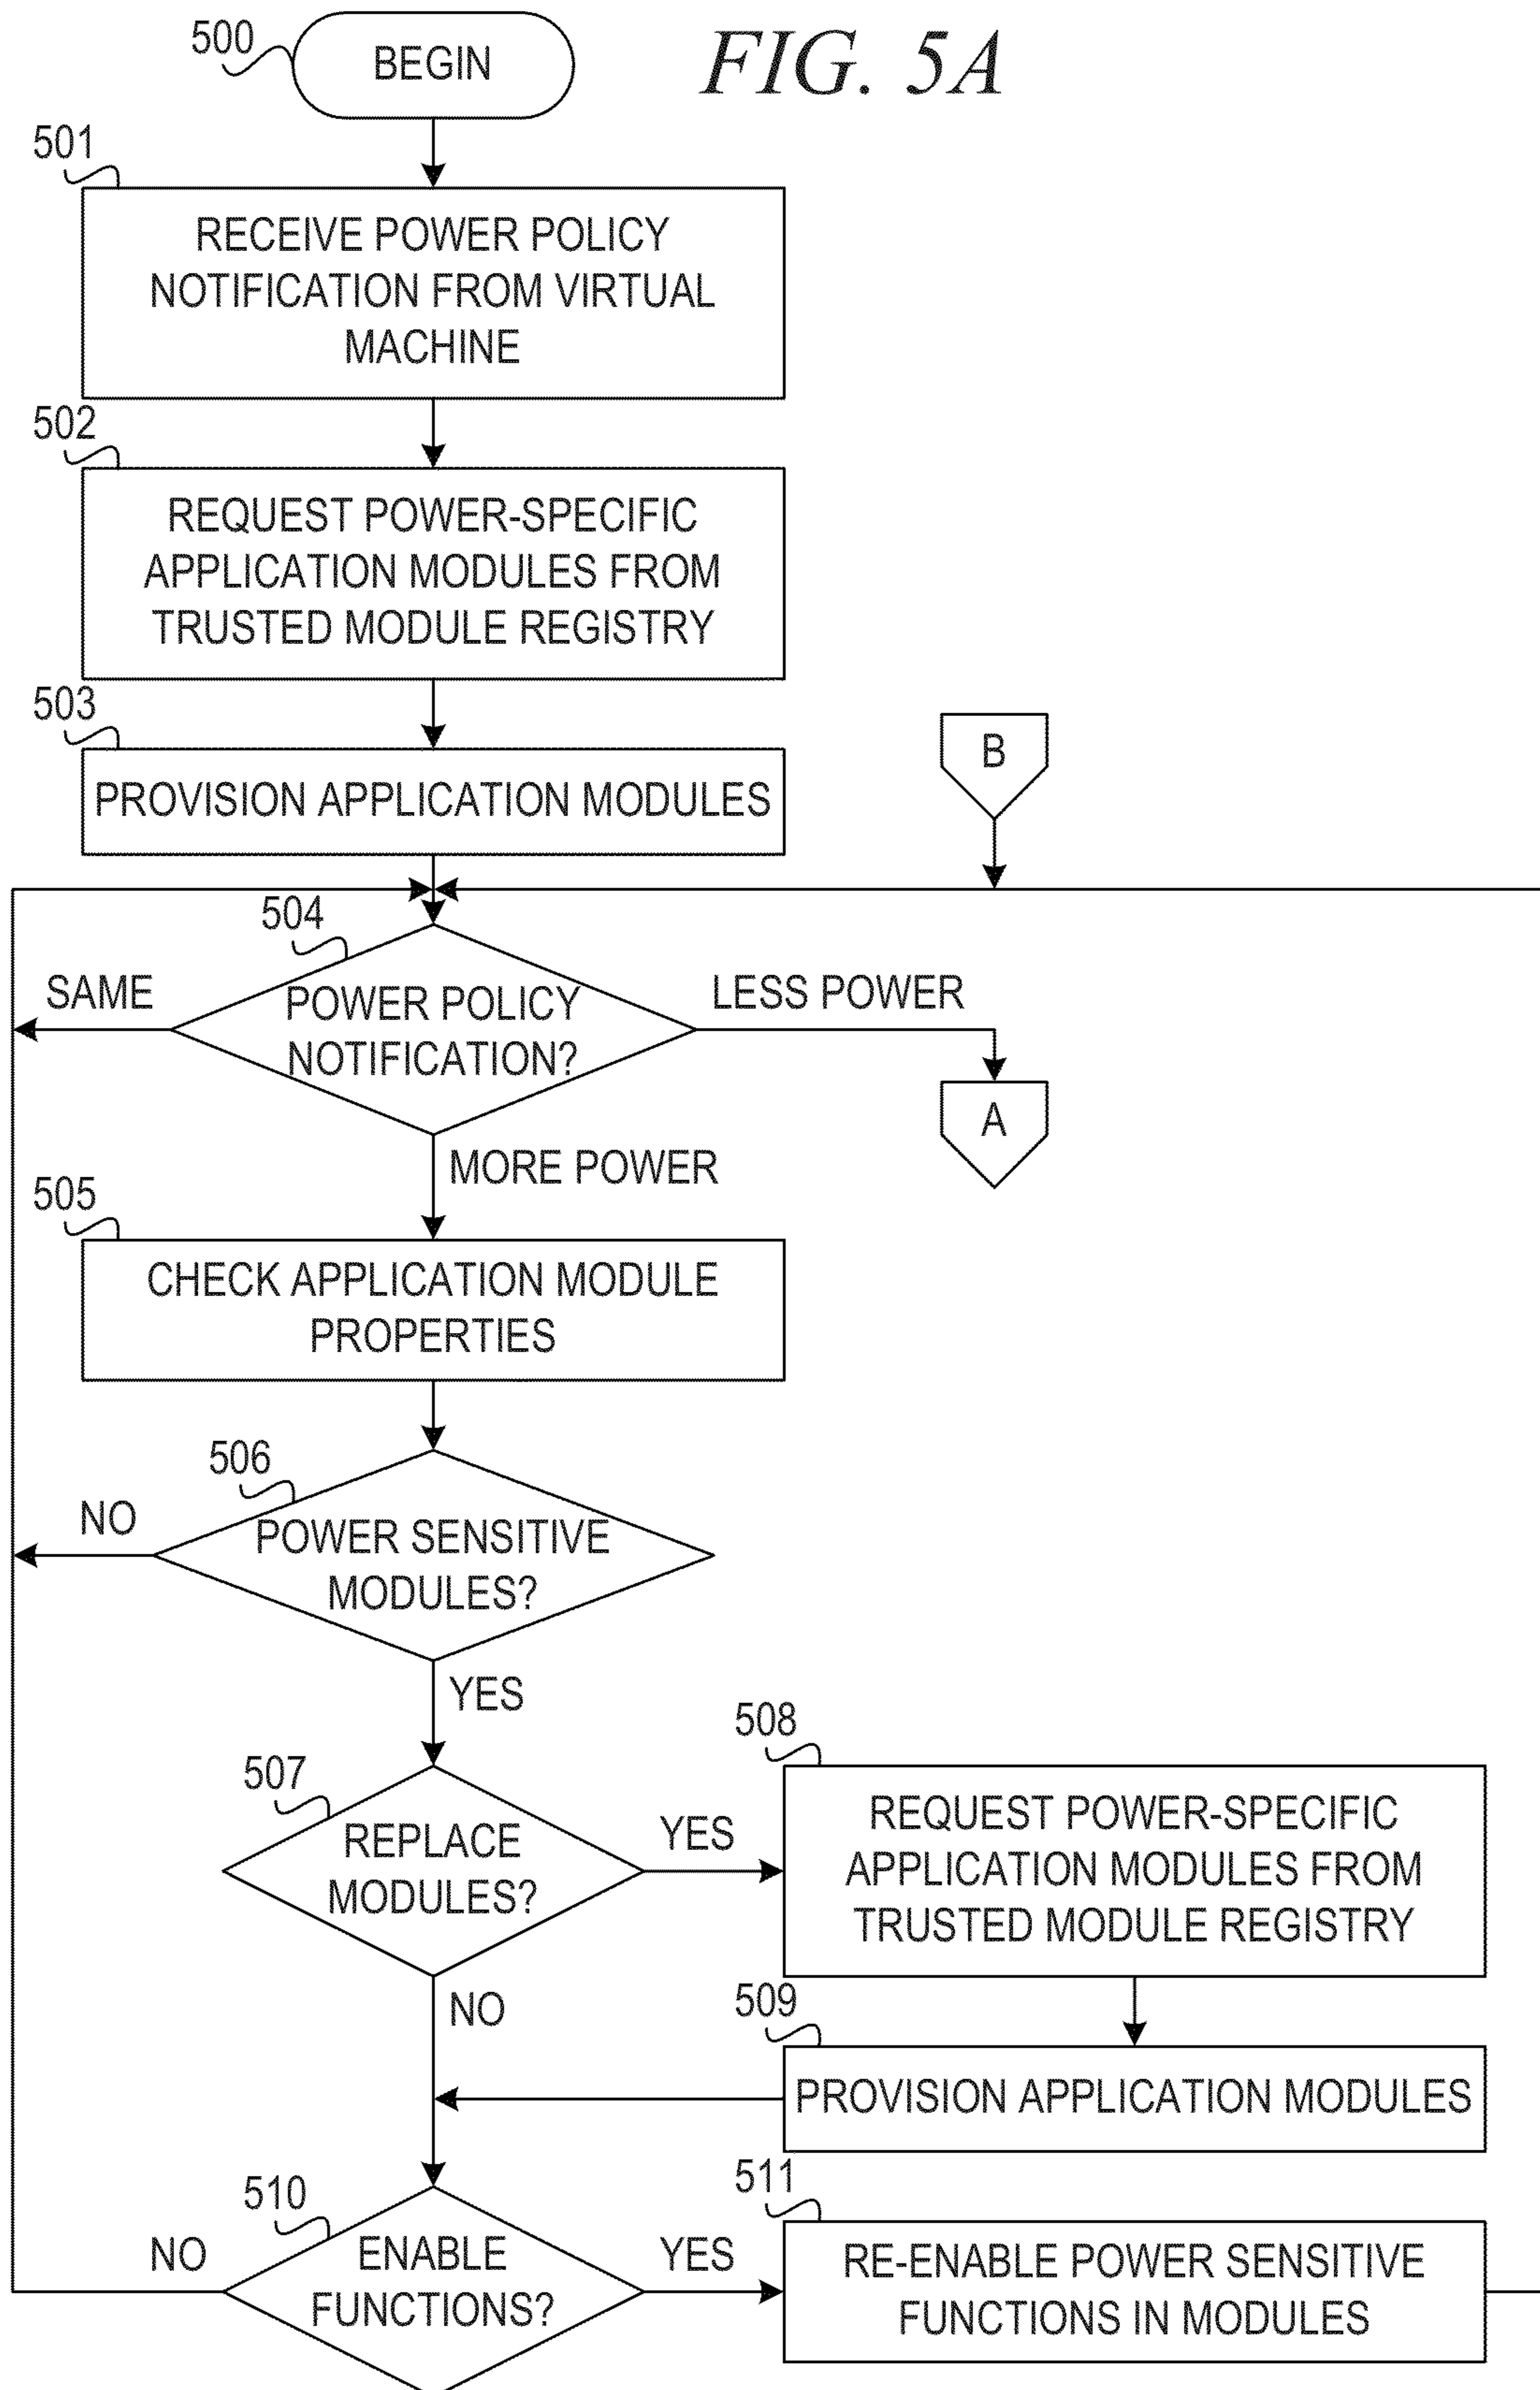 FIG. 5A
500
BEGIN
501
RECEIVE POWER POLICY
NOTIFICATION FROM VIRTUAL
MACHINE
502
REQUEST POWER-SPECIFIC
APPLICATION MODULES FROM
TRUSTED MODULE REGISTRY
503
PROVISION APPLICATION MODULES
B
504
SAME
POWER POLICY
NOTIFICATION?
LESS POWER
A
MORE POWER
505
CHECK APPLICATION MODULE
PROPERTIES
506
NO
POWER SENSITIVE
MODULES?
YES
507
REPLACE
MODULES?
YES
508
REQUEST POWER-SPECIFIC
APPLICATION MODULES FROM
TRUSTED MODULE REGISTRY
NO
509
PROVISION APPLICATION MODULES
510
NO
ENABLE
FUNCTIONS?
YES
511
RE-ENABLE POWER SENSITIVE
FUNCTIONS IN MODULES